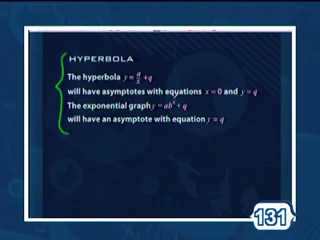 HYPERBOLA
The hyperbola y = a/x + q
will have asymptotes with equations x = 0 and y = q
The exponential graph y = abˣ + q
will have an asymptote with equation y = q
131